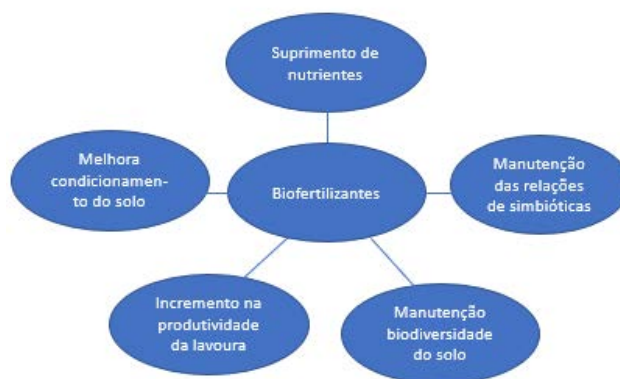 Suprimento de
nutrientes
Melhora
condicionamen-
to do solo
Biofertilizantes
Manutenção
das relações
de simbióticas
Incremento na
produtividade
da lavoura
Manutenção
biodiversidade
do solo